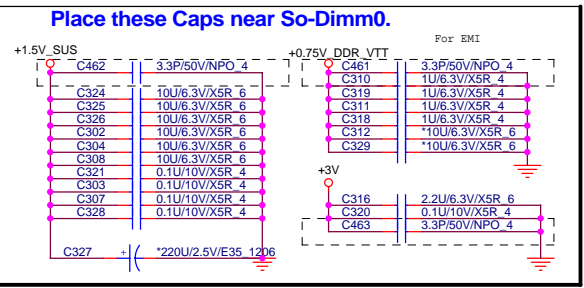 Place these Caps near So-Dimm0.
For EMI
+1.5V_SUS
C462 3.3P/50V/NPO_4
C324 10U/6.3V/X5R_6
C325 10U/6.3V/X5R_6
C326 10U/6.3V/X5R_6
C302 10U/6.3V/X5R_6
C304 10U/6.3V/X5R_6
C308 10U/6.3V/X5R_6
C321 0.1U/10V/X5R_4
C303 0.1U/10V/X5R_4
C307 0.1U/10V/X5R_4
C328 0.1U/10V/X5R_4
C327 + *220U/2.5V/E35_1206
+0.75V_DDR_VTT
C461 3.3P/50V/NPO_4
C310 1U/6.3V/X5R_4
C319 1U/6.3V/X5R_4
C311 1U/6.3V/X5R_4
C318 1U/6.3V/X5R_4
C312 *10U/6.3V/X5R_6
C329 *10U/6.3V/X5R_6
+3V
C316 2.2U/6.3V/X5R_6
C320 0.1U/10V/X5R_4
C463 3.3P/50V/NPO_4